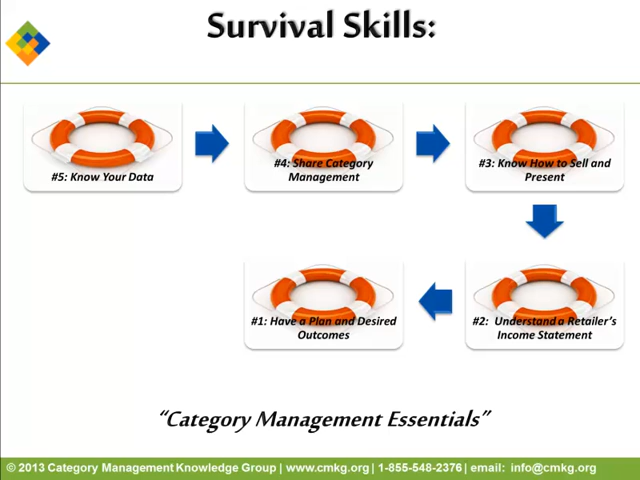 Survival Skills:
#5: Know Your Data
#4: Share Category
Management
#3: Know How to Sell and
Present
#2:  Understand a Retailer's
Income Statement
#1: Have a Plan and Desired
Outcomes
“Category Management Essentials”
© 2013 Category Management Knowledge Group | www.cmkg.org | 1-855-548-2376 | email:  info@cmkg.org